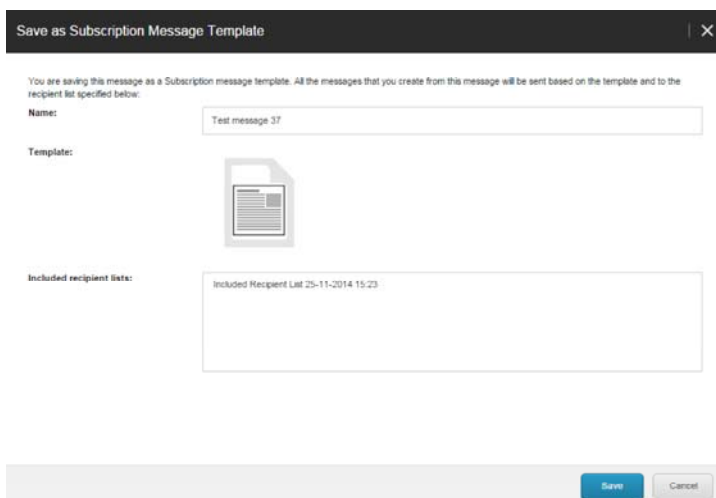 Save as Subscription Message Template
You are saving this message as a Subscription message template. All the messages that you create from this message will be sent based on the template and to the
recipient list specified below:
Name:
Test message 37
Template:
Included recipient lists:
Included Recipient List 25-11-2014 15:23
Save
Cancel